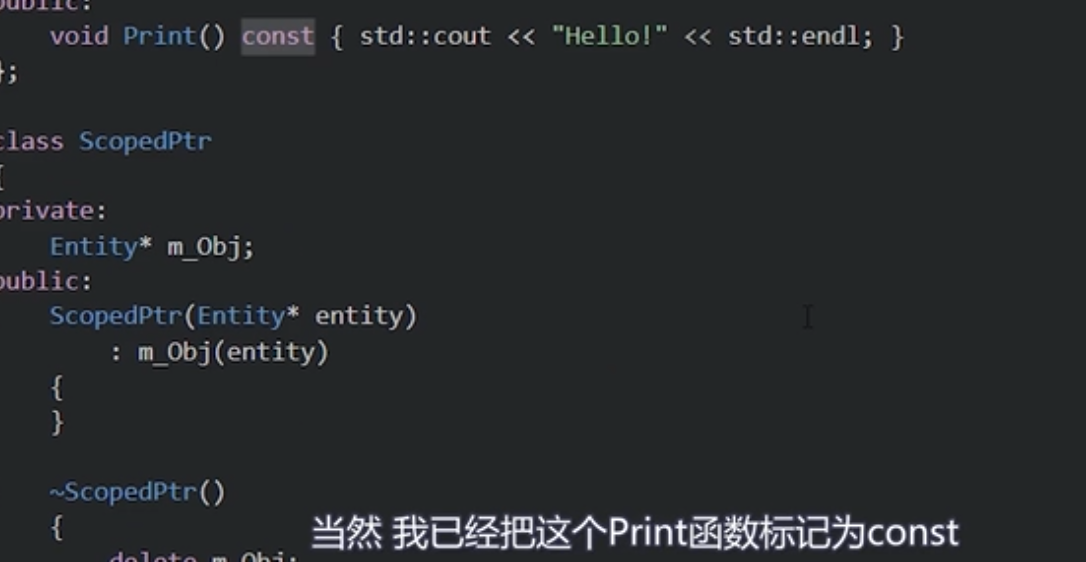 public:
void Print() const { std::cout << "Hello!" << std::endl; }
};
class ScopedPtr
{
private:
Entity* m_Obj;
public:
ScopedPtr(Entity* entity)
: m_Obj(entity)
{
}
~ScopedPtr()
{
delete m_Obj;
当然 我已经把这个Print函数标记为const